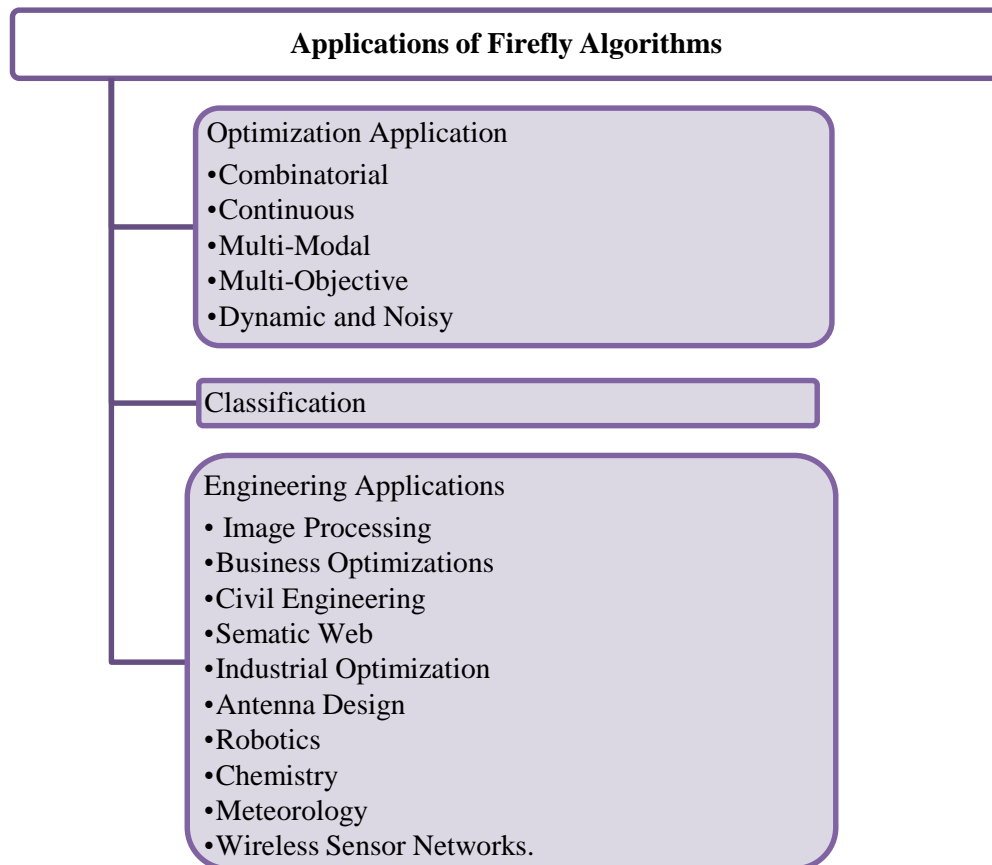 Applications of Firefly Algorithms
Optimization Application
•Combinatorial
•Continuous
•Multi-Modal
•Multi-Objective
•Dynamic and Noisy
Classification
Engineering Applications
• Image Processing
•Business Optimizations
•Civil Engineering
•Sematic Web
•Industrial Optimization
•Antenna Design
•Robotics
•Chemistry
•Meteorology
•Wireless Sensor Networks.